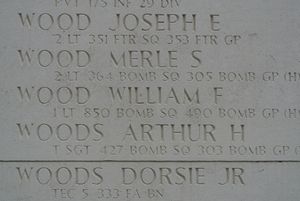 PVT 175 INF 29 DIV
WOOD JOSEPH E
2 LT 351 FTR SQ 353 FTR GP
WOOD MERLE S
2 LT 364 BOMB SQ 305 BOMB GP (H)
WOOD WILLIAM F
1 LT 850 BOMB SQ 490 BOMB GP (H)
WOODS ARTHUR H
T SGT 427 BOMB SQ 303 BOMB GP (
WOODS DORSIE JR
TEC 5 333 FA BN